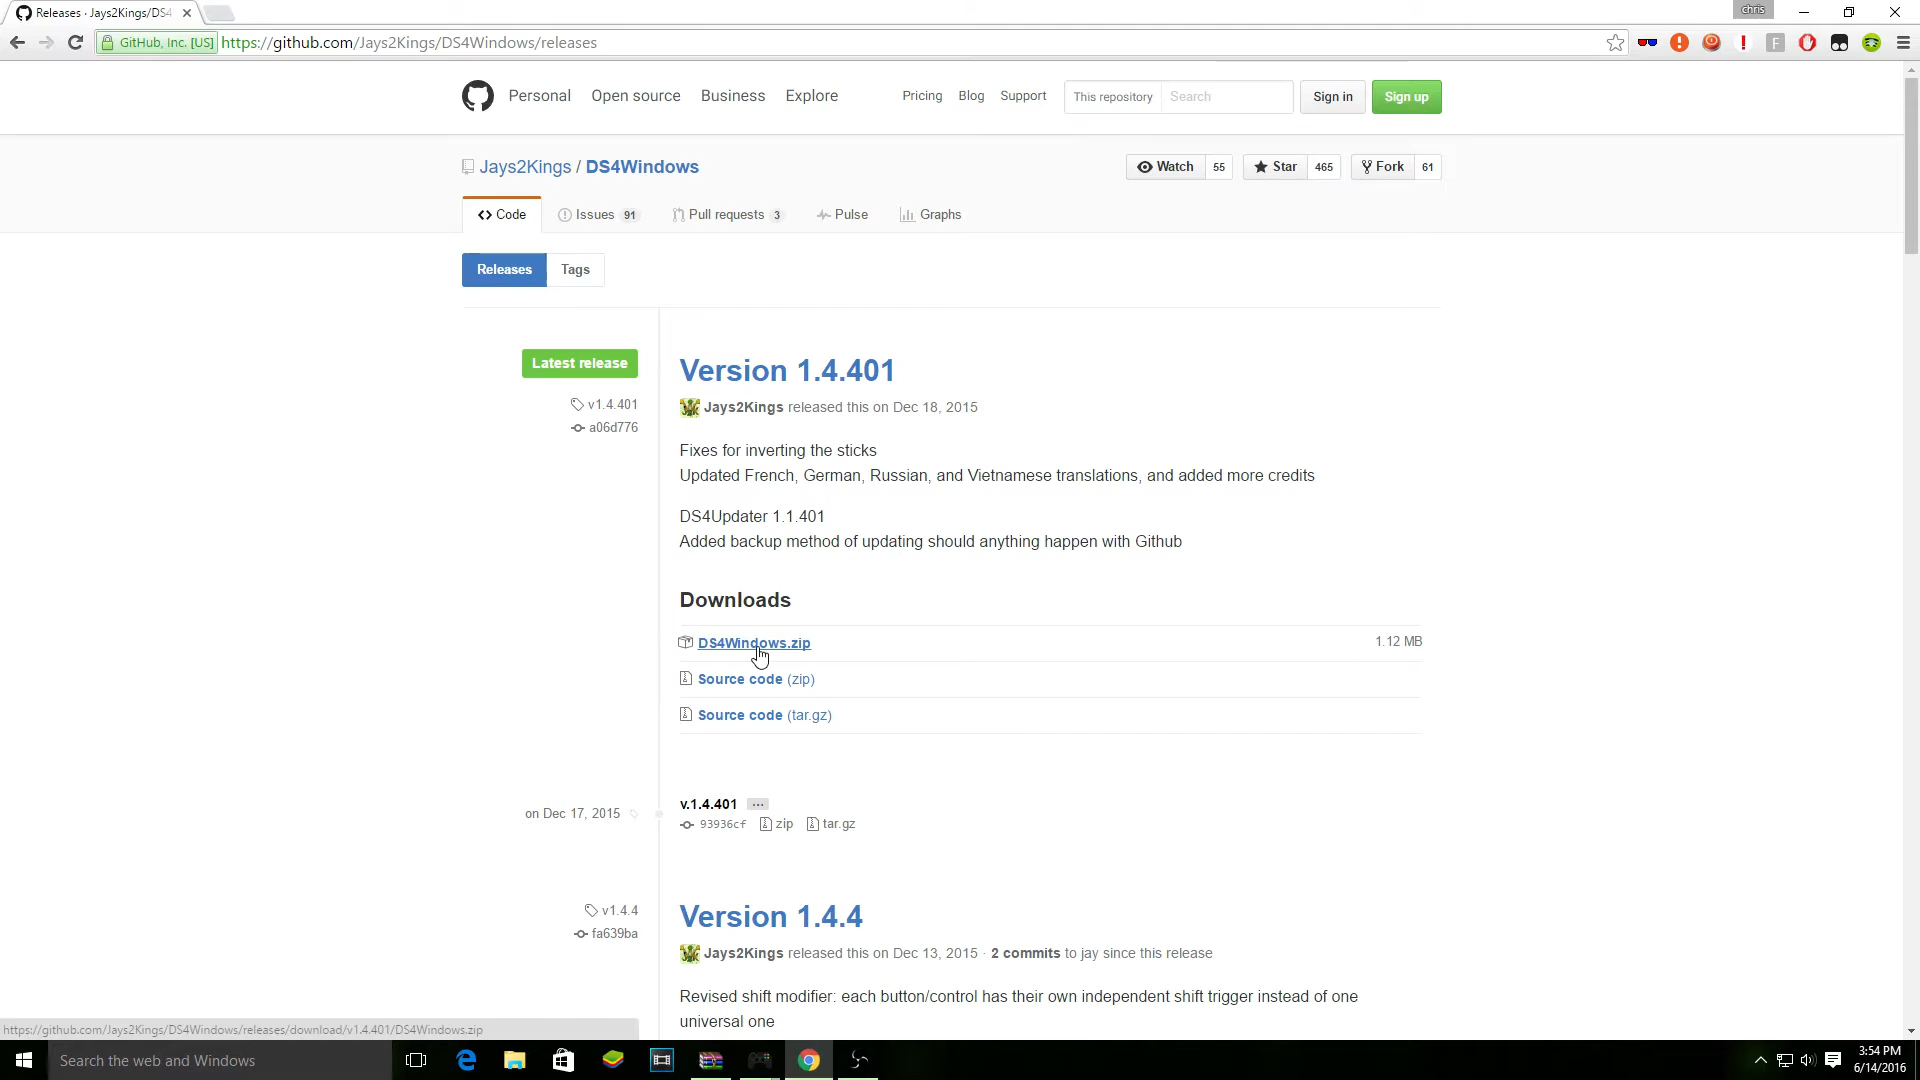 Releases · Jays2Kings/DS4
chris
GitHub, Inc. [US] https://github.com/Jays2Kings/DS4Windows/releases
Personal Open source Business Explore Pricing Blog Support This repository Search Sign in Sign up
Jays2Kings / DS4Windows Watch 55 Star 465 Fork 61
Code Issues 91 Pull requests 3 Pulse Graphs
Releases Tags
Latest release
v1.4.401
a06d776
Version 1.4.401
Jays2Kings released this on Dec 18, 2015
Fixes for inverting the sticks
Updated French, German, Russian, and Vietnamese translations, and added more credits
DS4Updater 1.1.401
Added backup method of updating should anything happen with Github
Downloads
DS4Windows.zip 1.12 MB
Source code (zip)
Source code (tar.gz)
on Dec 17, 2015
v.1.4.401 ...
93936cf zip tar.gz
v1.4.4
fa639ba
Version 1.4.4
Jays2Kings released this on Dec 13, 2015 · 2 commits to jay since this release
Revised shift modifier: each button/control has their own independent shift trigger instead of one
universal one
https://github.com/Jays2Kings/DS4Windows/releases/download/v1.4.401/DS4Windows.zip
Search the web and Windows
3:54 PM
6/14/2016